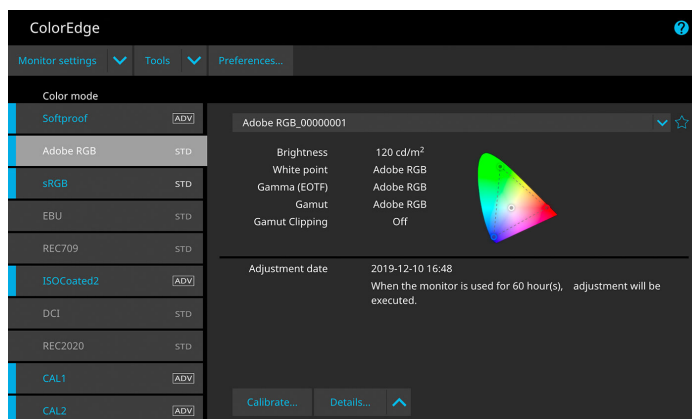 ColorEdge
Monitor settings Tools Preferences...
Color mode
Softproof ADV
Adobe RGB STD
sRGB STD
EBU STD
REC709 STD
ISOCoated2 ADV
DCI STD
REC2020 STD
CAL1 ADV
CAL2 ADV
Adobe RGB_00000001
Brightness 120 cd/m²
White point Adobe RGB
Gamma (EOTF) Adobe RGB
Gamut Adobe RGB
Gamut Clipping Off
Adjustment date 2019-12-10 16:48
When the monitor is used for 60 hour(s), adjustment will be
executed.
Calibrate... Details...